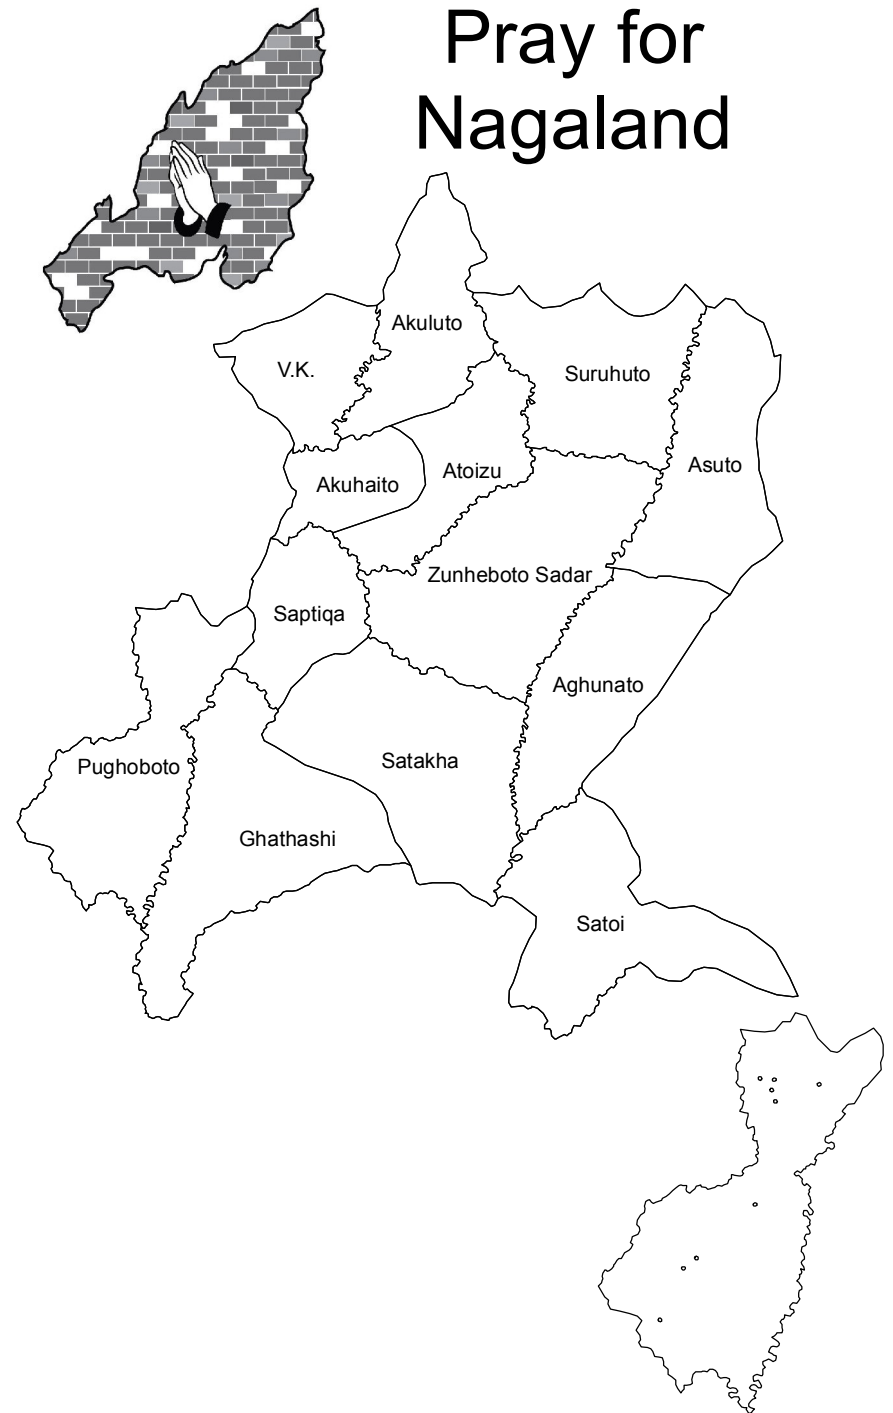 Pray for
Nagaland
Akuluto
V.K.
Suruhuto
Asuto
Atoizu
Akuhaito
Zunheboto Sadar
Saptiqa
Aghunato
Satakha
Pughoboto
Ghathashi
Satoi